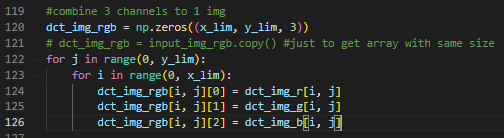 119 #combine 3 channels to 1 img
120 dct_img_rgb = np.zeros((x_lim, y_lim, 3))
121 # dct_img_rgb = input_img_rgb.copy() #just to get array with same size
122 for j in range(0, y_lim):
123 for i in range(0, x_lim):
124 dct_img_rgb[i, j][0] = dct_img_r[i, j]
125 dct_img_rgb[i, j][1] = dct_img_g[i, j]
126 dct_img_rgb[i, j][2] = dct_img_b[i, j]